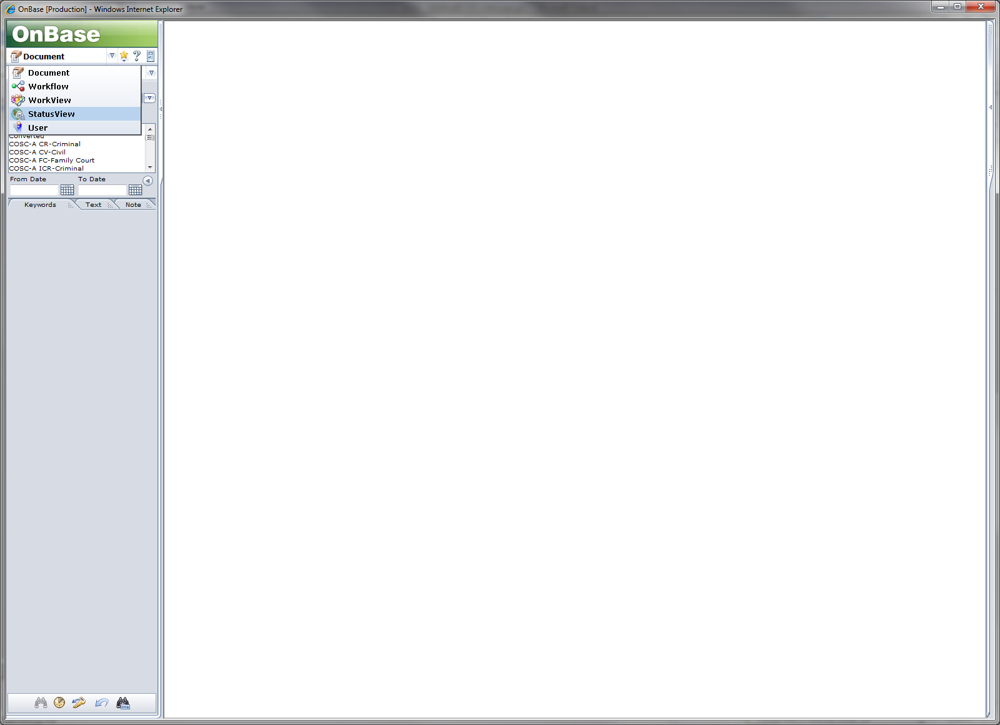 OnBase [Production] - Windows Internet Explorer
OnBase
Document
Document
Workflow
WorkView
StatusView
User
Converted
COSC-A CR-Criminal
COSC-A CV-Civil
COSC-A FC-Family Court
COSC-A ICR-Criminal
From Date To Date
Keywords Text Note